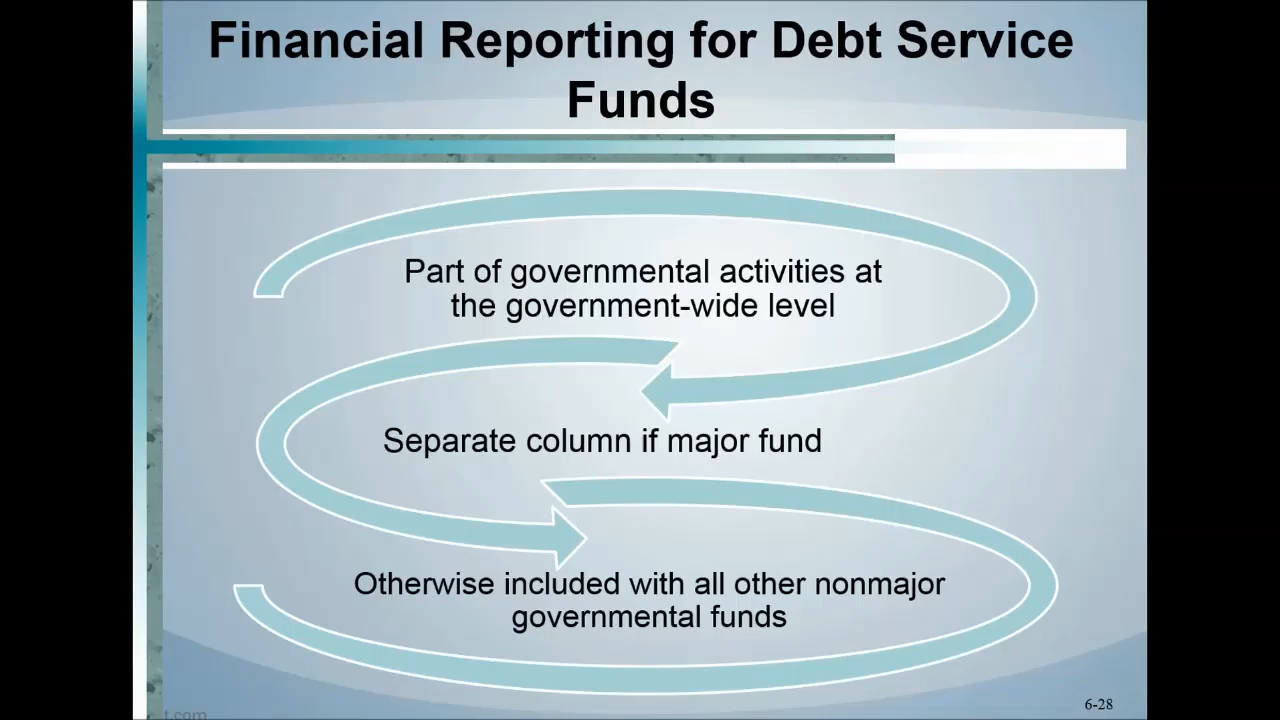 Financial Reporting for Debt Service
Funds
Part of governmental activities at
the government-wide level
Separate column if major fund
Otherwise included with all other nonmajor
governmental funds
6-28
t.com